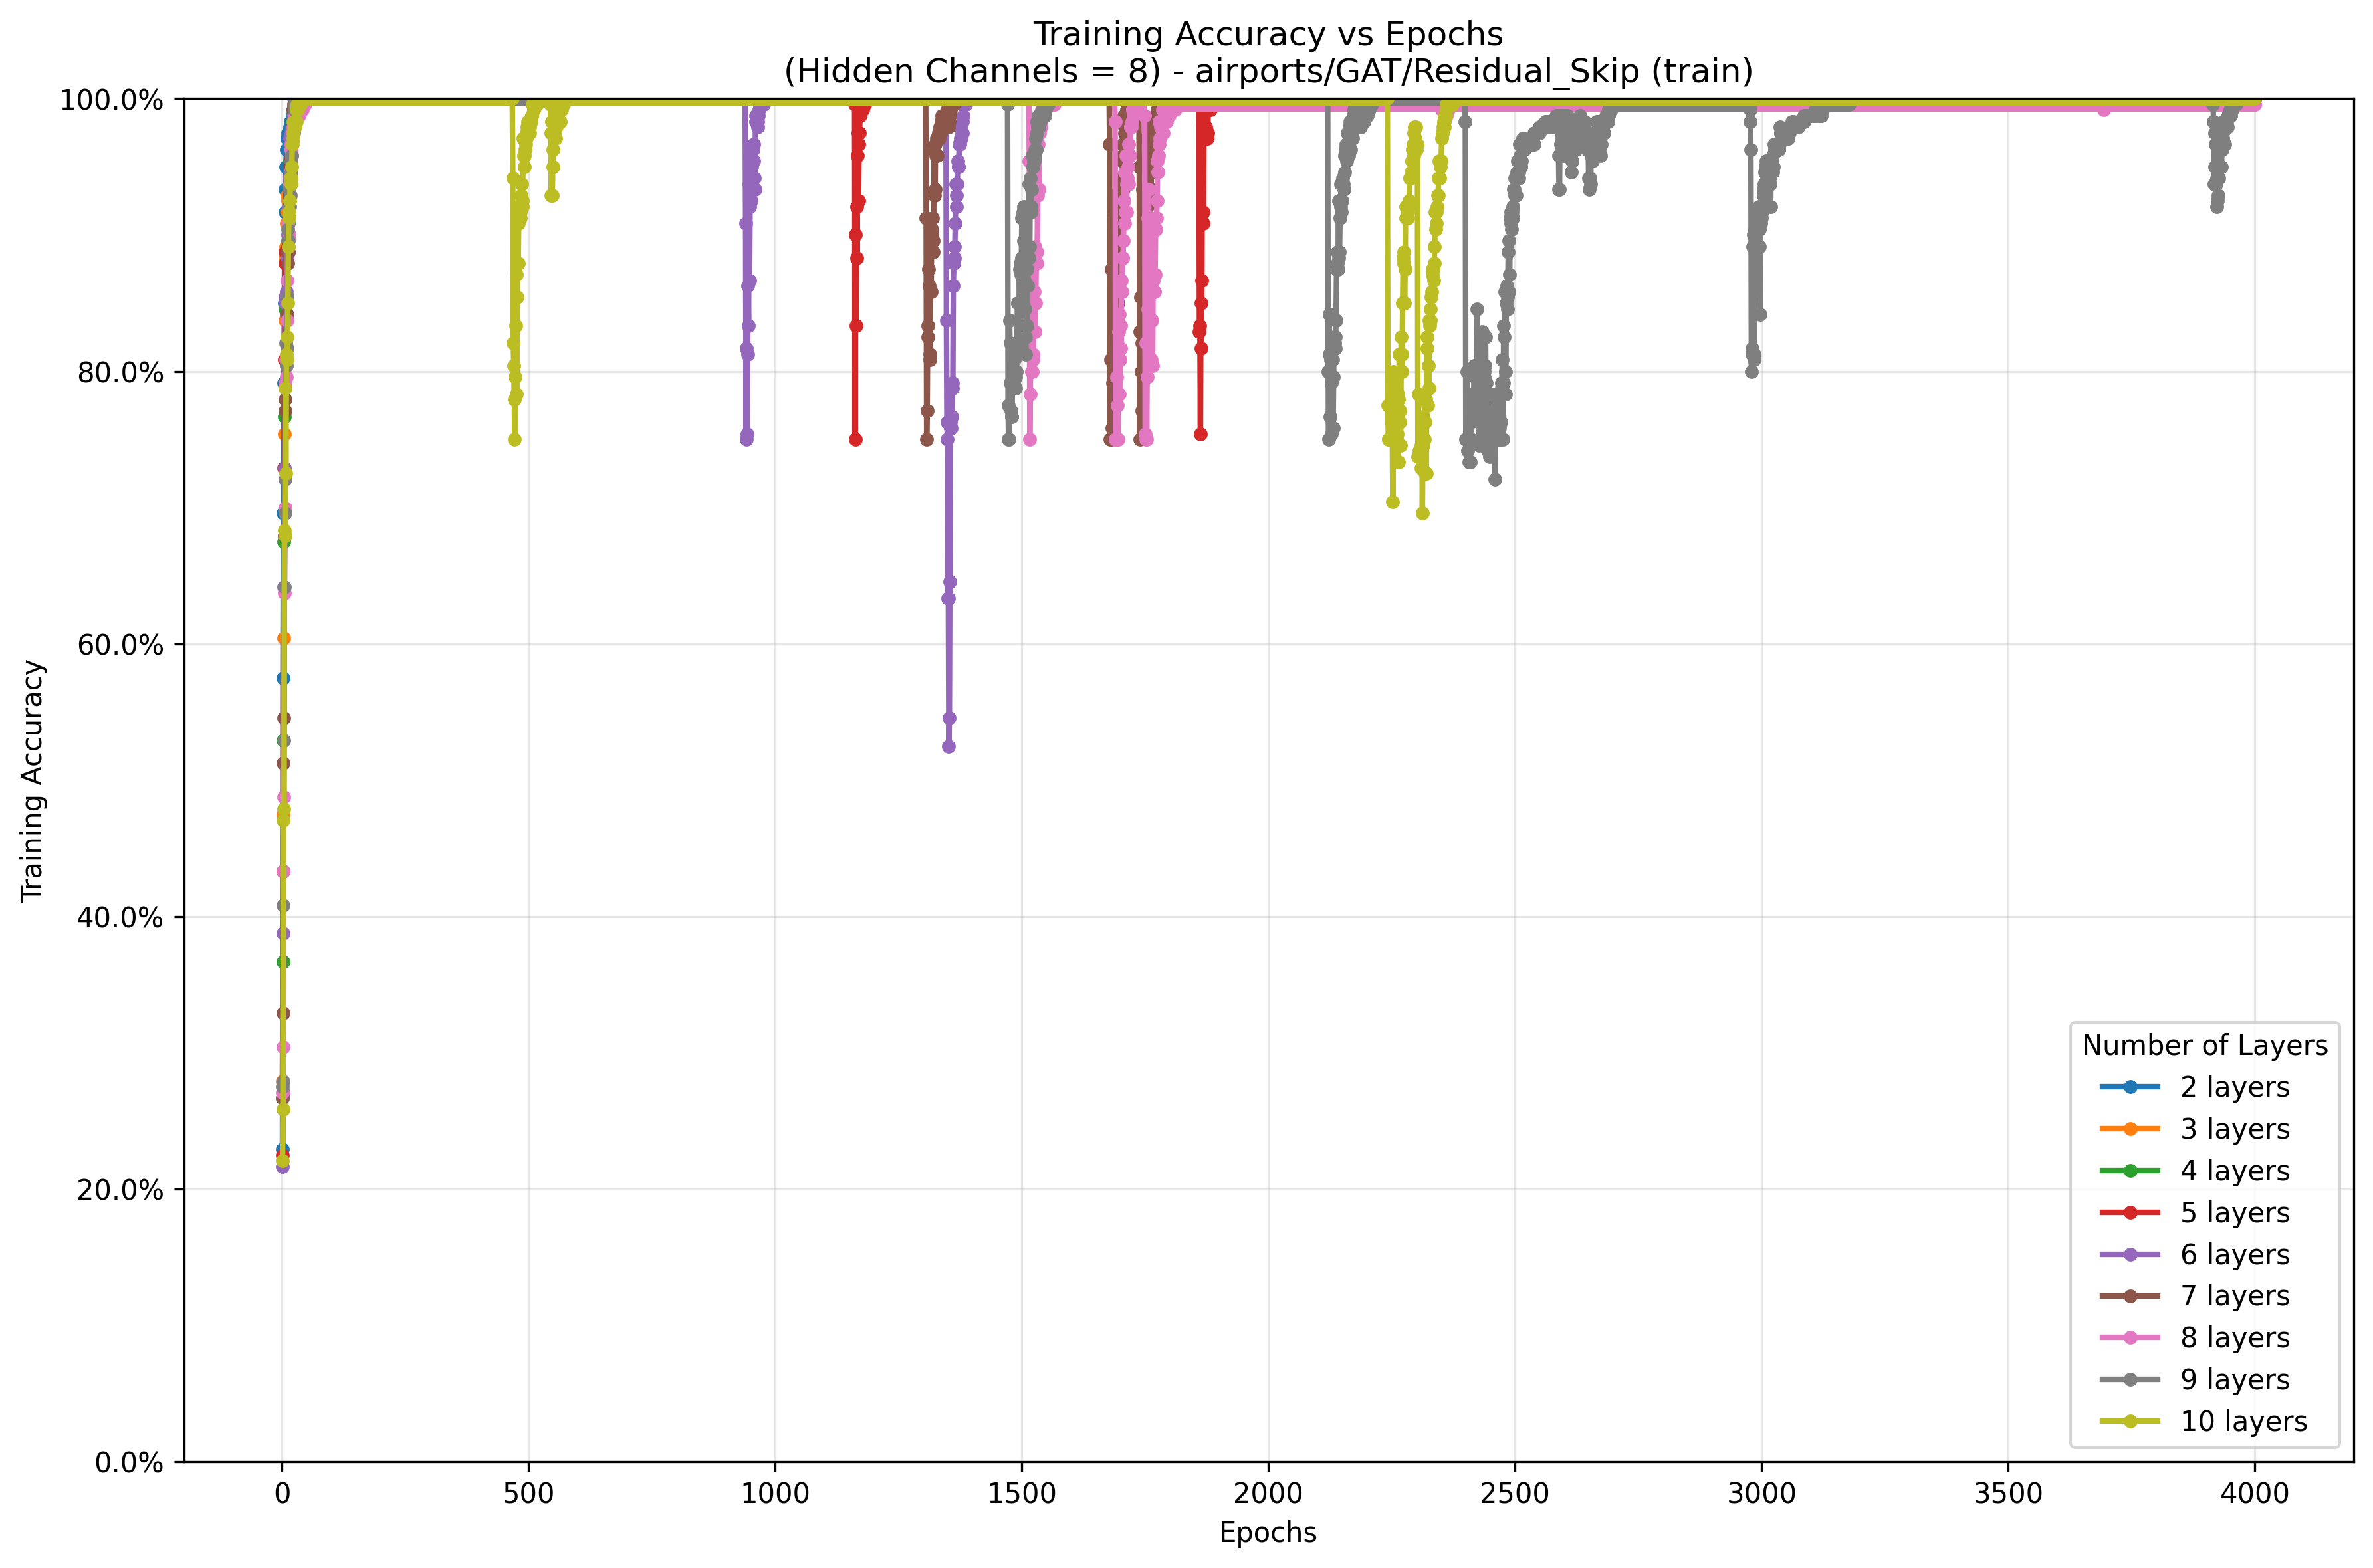 Training Accuracy vs Epochs
(Hidden Channels = 8) - airports/GAT/Residual_Skip (train)
Training Accuracy
100.0%
80.0%
60.0%
40.0%
20.0%
0.0%
0 500 1000 1500 2000 2500 3000 3500 4000
Epochs
Number of Layers
2 layers
3 layers
4 layers
5 layers
6 layers
7 layers
8 layers
9 layers
10 layers